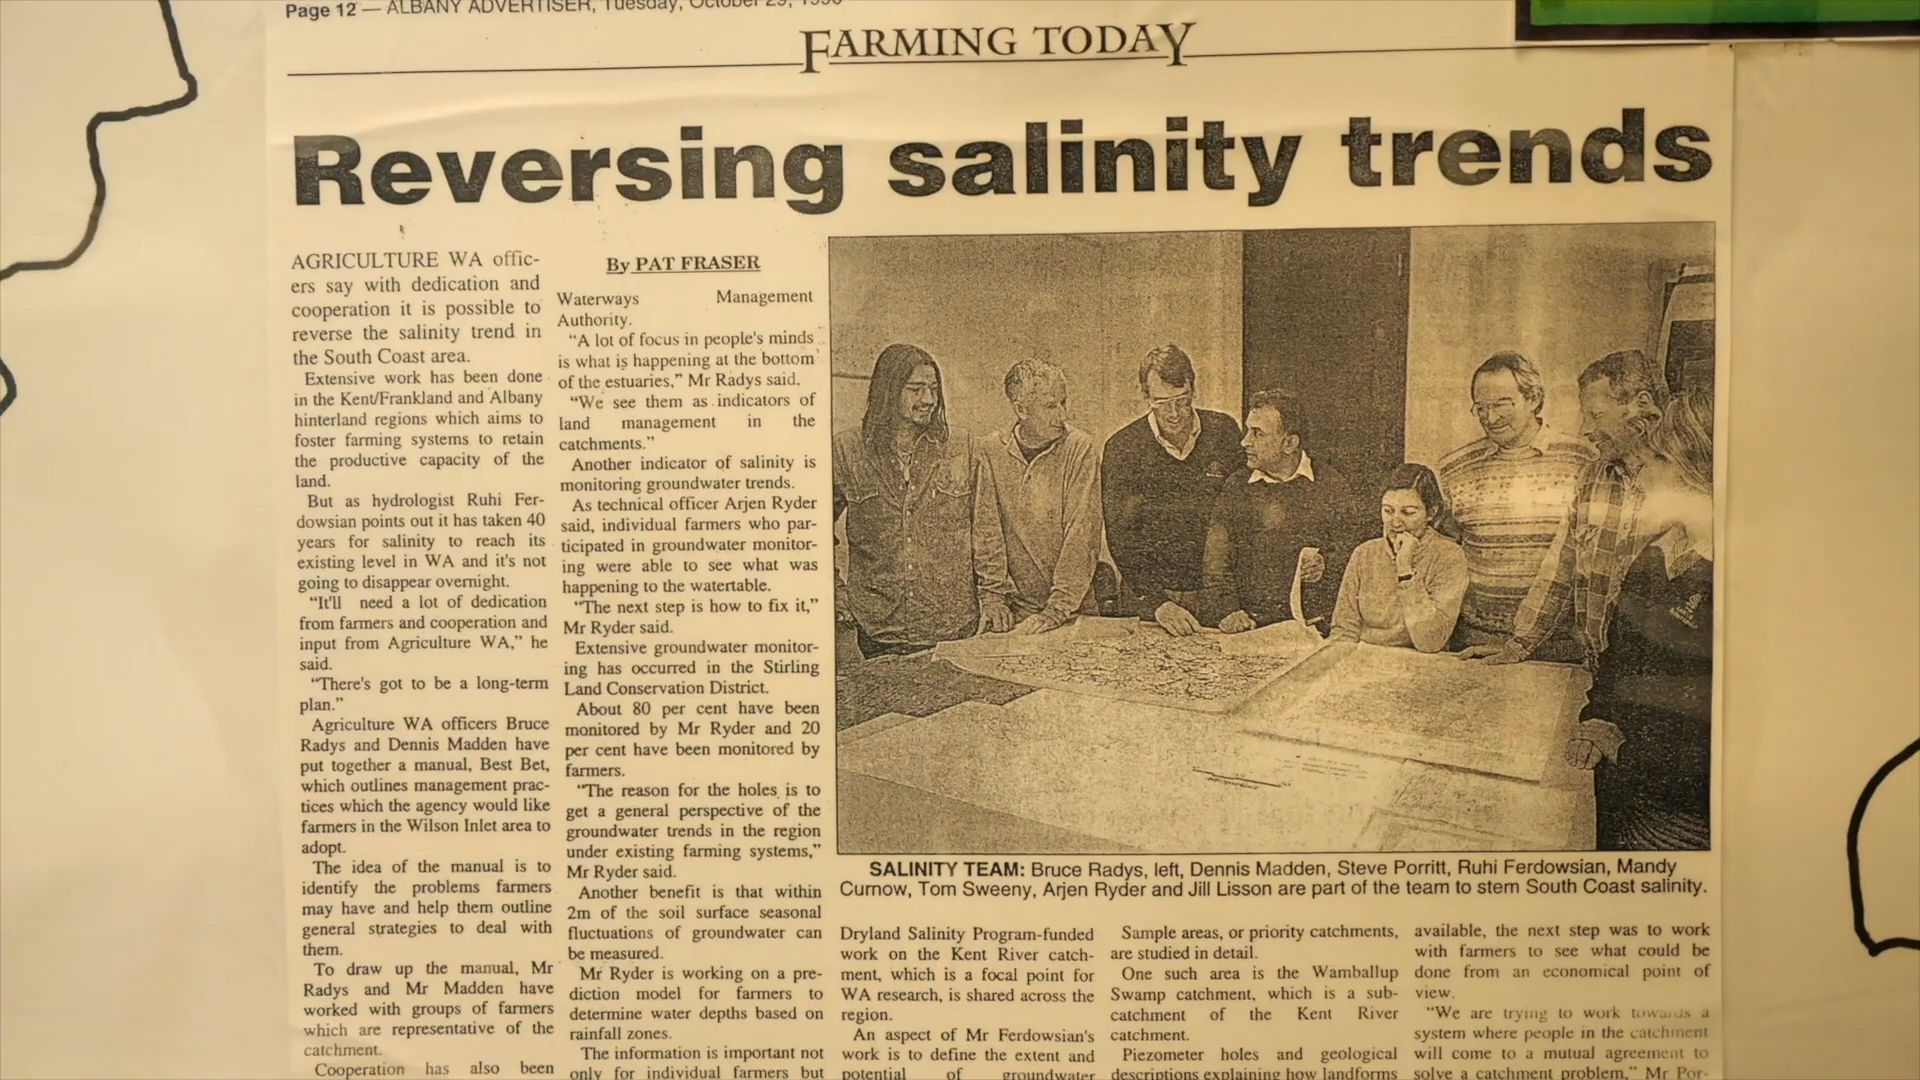 Page 12 — ALBANY ADVERTISER, Tuesday, October 29, 1996
FARMING TODAY
Reversing salinity trends
AGRICULTURE WA offic-
ers say with dedication and
cooperation it is possible to
reverse the salinity trend in
the South Coast area.
Extensive work has been done
in the Kent/Frankland and Albany
hinterland regions which aims to
foster farming systems to retain
the productive capacity of the
land.
But as hydrologist Ruhi Fer-
dowsian points out it has taken 40
years for salinity to reach its
existing level in WA and it's not
going to disappear overnight.
“It'll need a lot of dedication
from farmers and cooperation and
input from Agriculture WA,” he
said.
“There's got to be a long-term
plan.”
Agriculture WA officers Bruce
Radys and Dennis Madden have
put together a manual, Best Bet,
which outlines management prac-
tices which the agency would like
farmers in the Wilson Inlet area to
adopt.
The idea of the manual is to
identify the problems farmers
may have and help them outline
general strategies to deal with
them.
To draw up the manual, Mr
Radys and Mr Madden have
worked with groups of farmers
which are representative of the
catchment.
Cooperation has also been
By PAT FRASER
Waterways Management
Authority.
“A lot of focus in people's minds
is what is happening at the bottom
of the estuaries,” Mr Radys said.
“We see them as indicators of
land management in the
catchments.”
Another indicator of salinity is
monitoring groundwater trends.
As technical officer Arjen Ryder
said, individual farmers who par-
ticipated in groundwater monitor-
ing were able to see what was
happening to the watertable.
“The next step is how to fix it,”
Mr Ryder said.
Extensive groundwater monitor-
ing has occurred in the Stirling
Land Conservation District.
About 80 per cent have been
monitored by Mr Ryder and 20
per cent have been monitored by
farmers.
“The reason for the holes is to
get a general perspective of the
groundwater trends in the region
under existing farming systems,”
Mr Ryder said.
Another benefit is that within
2m of the soil surface seasonal
fluctuations of groundwater can
be measured.
Mr Ryder is working on a pre-
diction model for farmers to
determine water depths based on
rainfall zones.
The information is important not
only for individual farmers but
SALINITY TEAM: Bruce Radys, left, Dennis Madden, Steve Porritt, Ruhi Ferdowsian, Mandy
Curnow, Tom Sweeny, Arjen Ryder and Jill Lisson are part of the team to stem South Coast salinity.
Dryland Salinity Program-funded
work on the Kent River catch-
ment, which is a focal point for
WA research, is shared across the
region.
An aspect of Mr Ferdowsian's
work is to define the extent and
potential of groundwater
Sample areas, or priority catchments,
are studied in detail.
One such area is the Wamballup
Swamp catchment, which is a sub-
catchment of the Kent River
catchment.
Piezometer holes and geological
descriptions explaining how landforms
available, the next step was to work
with farmers to see what could be
done from an economical point of
view.
“We are trying to work towards a
system where people in the catchment
will come to a mutual agreement to
solve a catchment problem,” Mr Por-